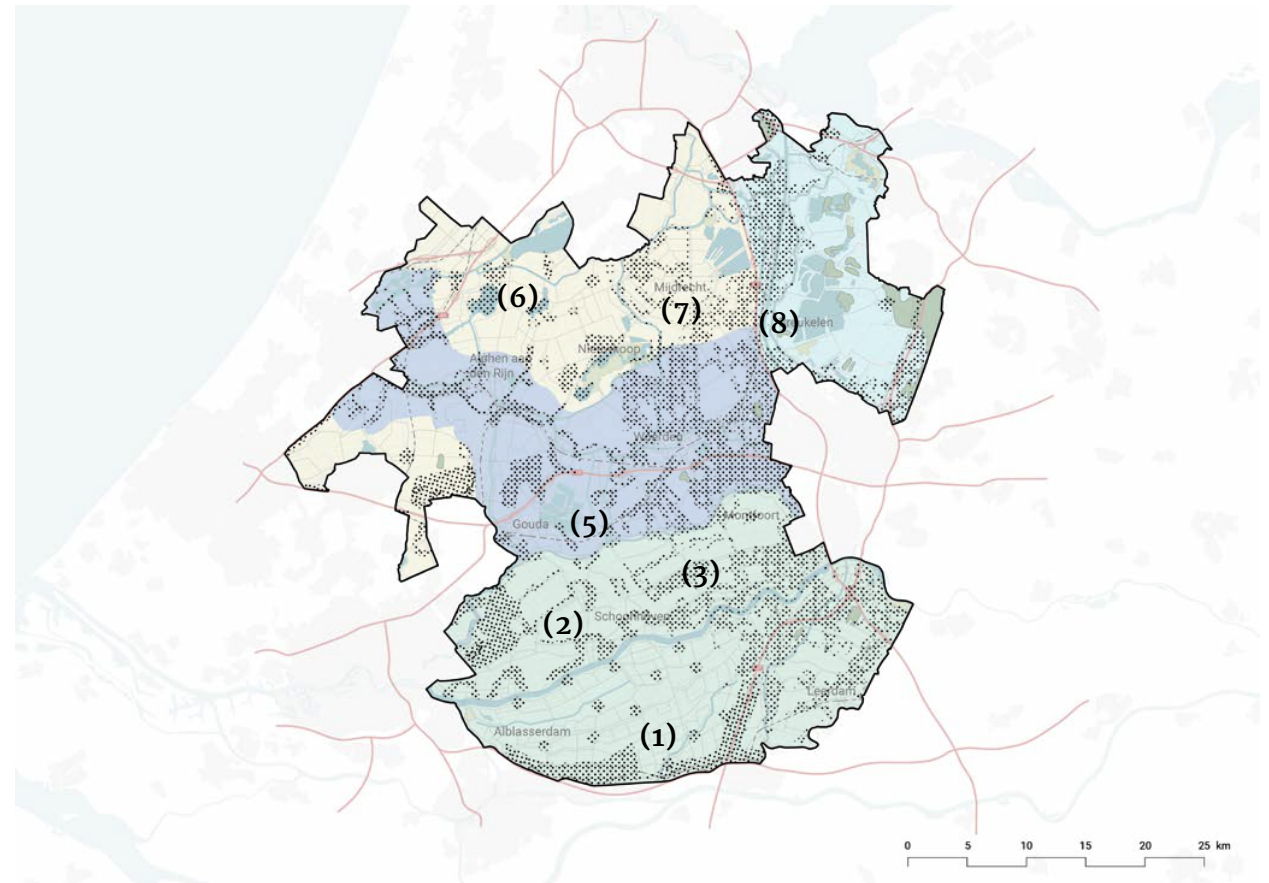 Mijdrecht
(6)
(7)
(8)
Alphen aan
den Rijn
Woerden
Gouda
(5)
Montfoort
(3)
(2)
Schoonhoven
Leerdam
Alblasserdam
(1)
0 5 10 15 20 25 km